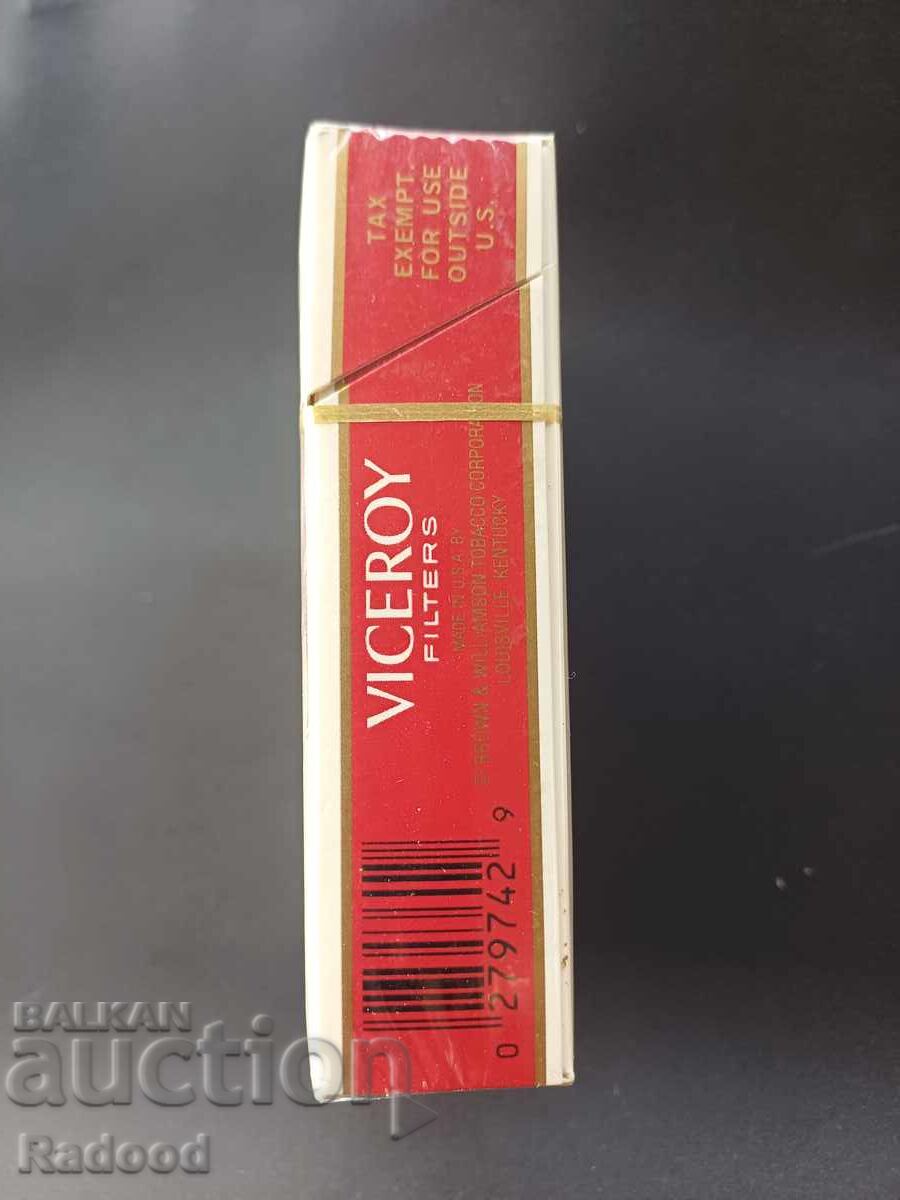 TAX
EXEMPT.
FOR USE
OUTSIDE
U.S.
VICEROY
FILTERS
MADE IN U.S.A. BY
© BROWN & WILLIAMSON TOBACCO CORPORATION
LOUISVILLE KENTUCKY
0 279742 9
BALKAN
auction
Radood